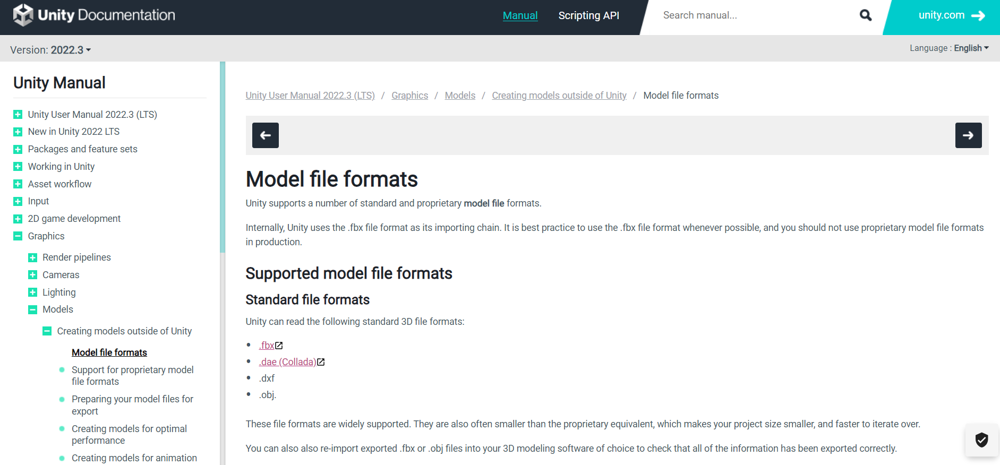 Unity Documentation
Manual
Scripting API
Search manual...
unity.com
Version: 2022.3
Language : English
Unity Manual
Unity User Manual 2022.3 (LTS)
New in Unity 2022 LTS
Packages and feature sets
Working in Unity
Asset workflow
Input
2D game development
Graphics
Render pipelines
Cameras
Lighting
Models
Creating models outside of Unity
Model file formats
Support for proprietary model
file formats
Preparing your model files for
export
Creating models for optimal
performance
Creating models for animation
Unity User Manual 2022.3 (LTS) / Graphics / Models / Creating models outside of Unity / Model file formats
Model file formats
Unity supports a number of standard and proprietary model file formats.
Internally, Unity uses the .fbx file format as its importing chain. It is best practice to use the .fbx file format whenever possible, and you should not use proprietary model file formats
in production.
Supported model file formats
Standard file formats
Unity can read the following standard 3D file formats:
• .fbx
• .dae (Collada)
• .dxf
• .obj.
These file formats are widely supported. They are also often smaller than the proprietary equivalent, which makes your project size smaller, and faster to iterate over.
You can also also re-import exported .fbx or .obj files into your 3D modeling software of choice to check that all of the information has been exported correctly.